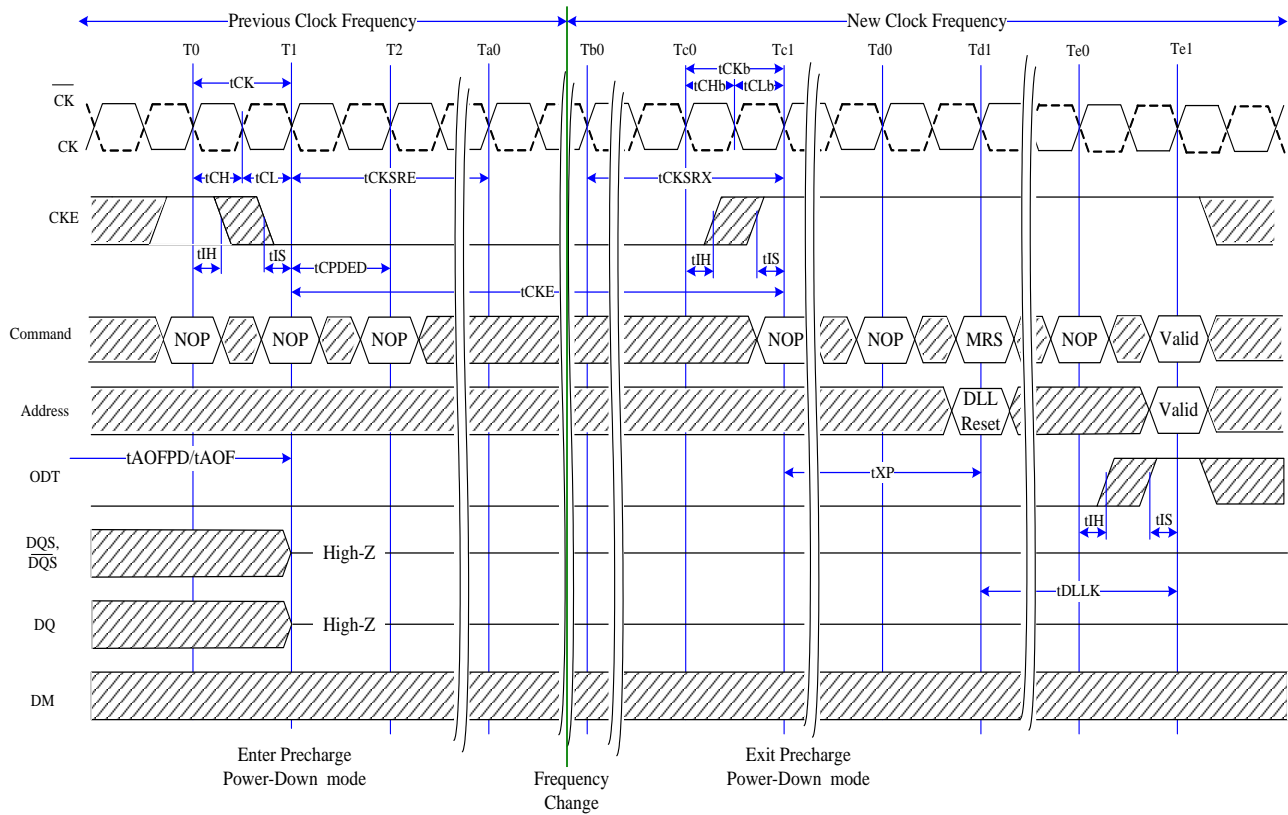 Previous Clock Frequency
New Clock Frequency
T0 T1 T2 Ta0 Tb0 Tc0 Tc1 Td0 Td1 Te0 Te1
tCK
tCKb
tCHb tCLb
CK
CK
tCH tCL tCKSRE tCKSRX
CKE
tIH tIS tCPDED tIH tIS
tCKE
Command NOP NOP NOP NOP NOP MRS NOP Valid
Address DLL Reset Valid
tAOFPD/tAOF
ODT tXP
tIH tIS
DQS,
DQS
High-Z
tDLLK
DQ High-Z
DM
Enter Precharge
Power-Down mode
Frequency
Change
Exit Precharge
Power-Down mode